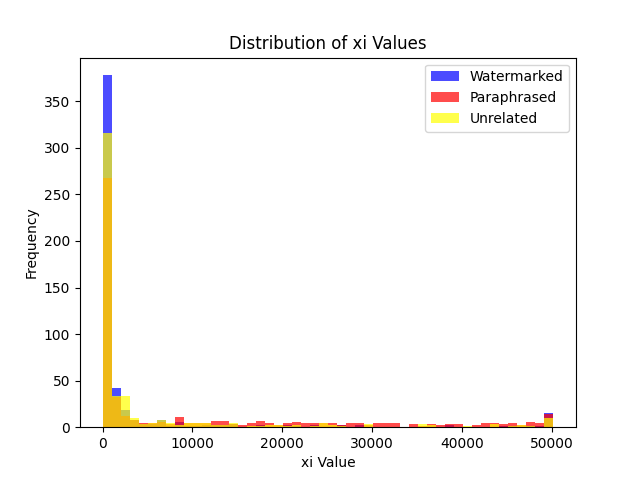 Distribution of xi Values
Watermarked
Paraphrased
Unrelated
350
300
250
200
150
100
50
0
Frequency
0 10000 20000 30000 40000 50000
xi Value